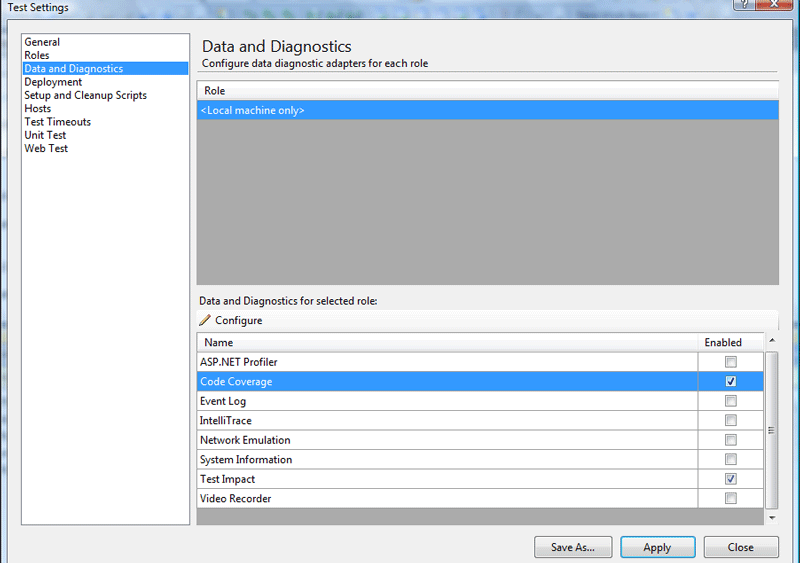 Test Settings
General
Roles
Data and Diagnostics
Deployment
Setup and Cleanup Scripts
Hosts
Test Timeouts
Unit Test
Web Test
Data and Diagnostics
Configure data diagnostic adapters for each role
Role
<Local machine only>
Data and Diagnostics for selected role:
Configure
Name Enabled
ASP.NET Profiler
Code Coverage
Event Log
IntelliTrace
Network Emulation
System Information
Test Impact
Video Recorder
Save As... Apply Close